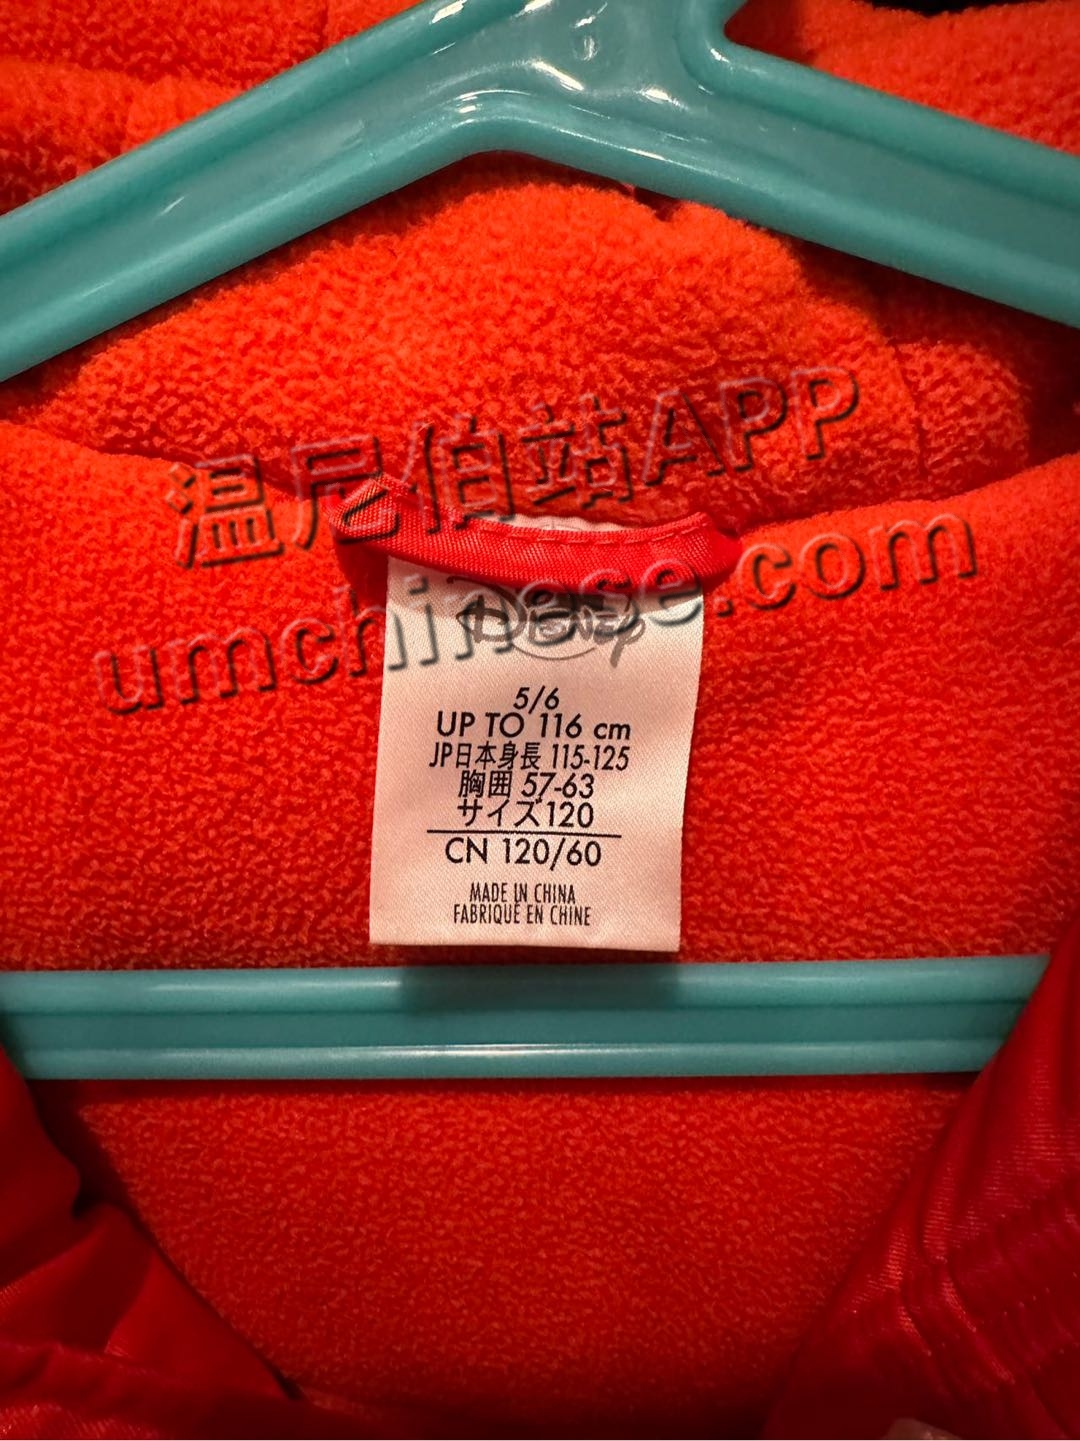 温尼伯站APP
umchinese.com
Disney
5/6
UP TO 116 cm
JP日本身長 115-125
胸囲 57-63
サイズ120
CN 120/60
MADE IN CHINA
FABRIQUÉ EN CHINE